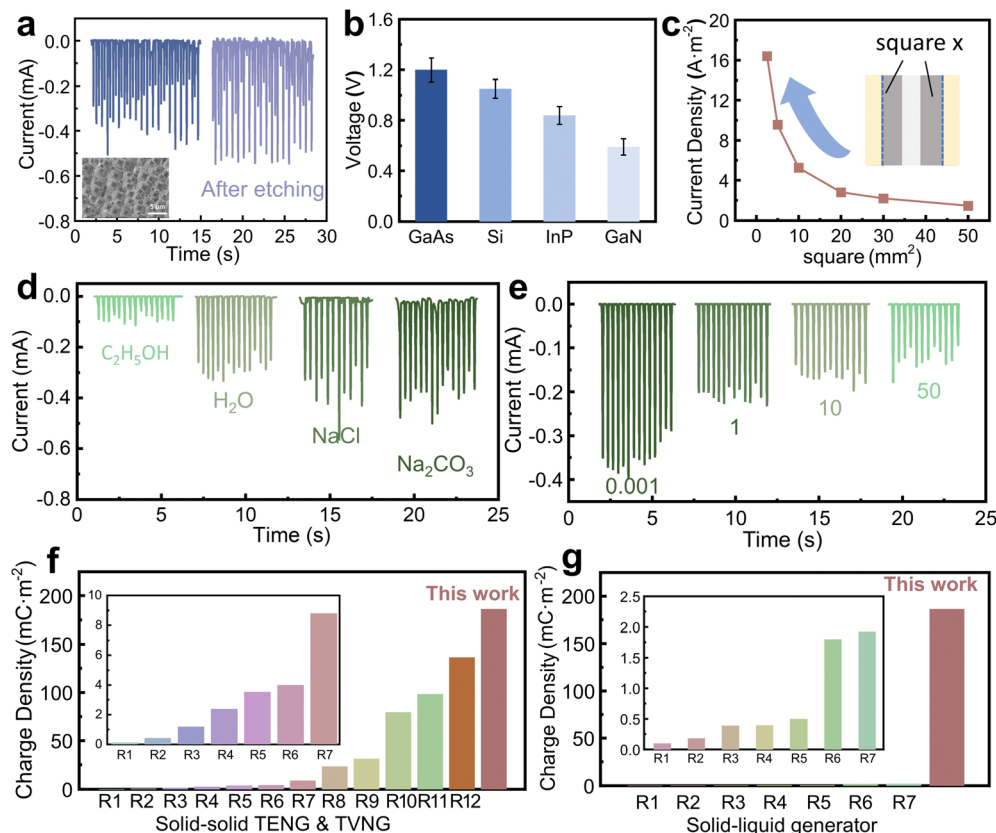 a
Current (mA)
0.0
-0.2
-0.4
-0.6
-0.8
After etching
5 μm
0 5 10 15 20 25 30
Time (s)
b
Voltage (V)
1.8
1.2
0.6
0.0
GaAs Si InP GaN
c
Current Density (A·m⁻²)
20
16
12
8
4
0
square x
0 10 20 30 40 50
square (mm²)
d
Current (mA)
0.0
-0.2
-0.4
-0.6
-0.8
C₂H₅OH
H₂O
NaCl
Na₂CO₃
0 5 10 15 20 25
Time (s)
e
Current (mA)
0.0
-0.1
-0.2
-0.3
-0.4
0.001
1
10
50
0 5 10 15 20 25
Time (s)
f
Charge Density (mC·m⁻²)
200
150
100
50
0
This work
10
8
6
4
2
0
R1 R2 R3 R4 R5 R6 R7
R1 R2 R3 R4 R5 R6 R7 R8 R9 R10 R11 R12
Solid-solid TENG & TVNG
g
Charge Density (mC·m⁻²)
200
150
100
50
0
This work
2.5
2.0
1.5
1.0
0.5
0.0
R1 R2 R3 R4 R5 R6 R7
R1 R2 R3 R4 R5 R6 R7
Solid-liquid generator